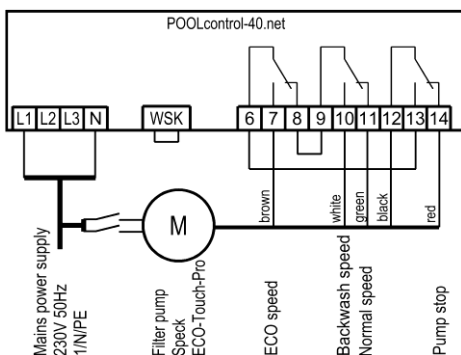 POOLcontrol-40.net
L1 L2 L3 N WSK 6 7 8 9 10 11 12 13 14
brown
white
green
black
red
M
Mains power supply
230V 50Hz
1/N/PE
Filter pump
Speck
ECO-Touch-Pro
ECO speed
Backwash speed
Normal speed
Pump stop